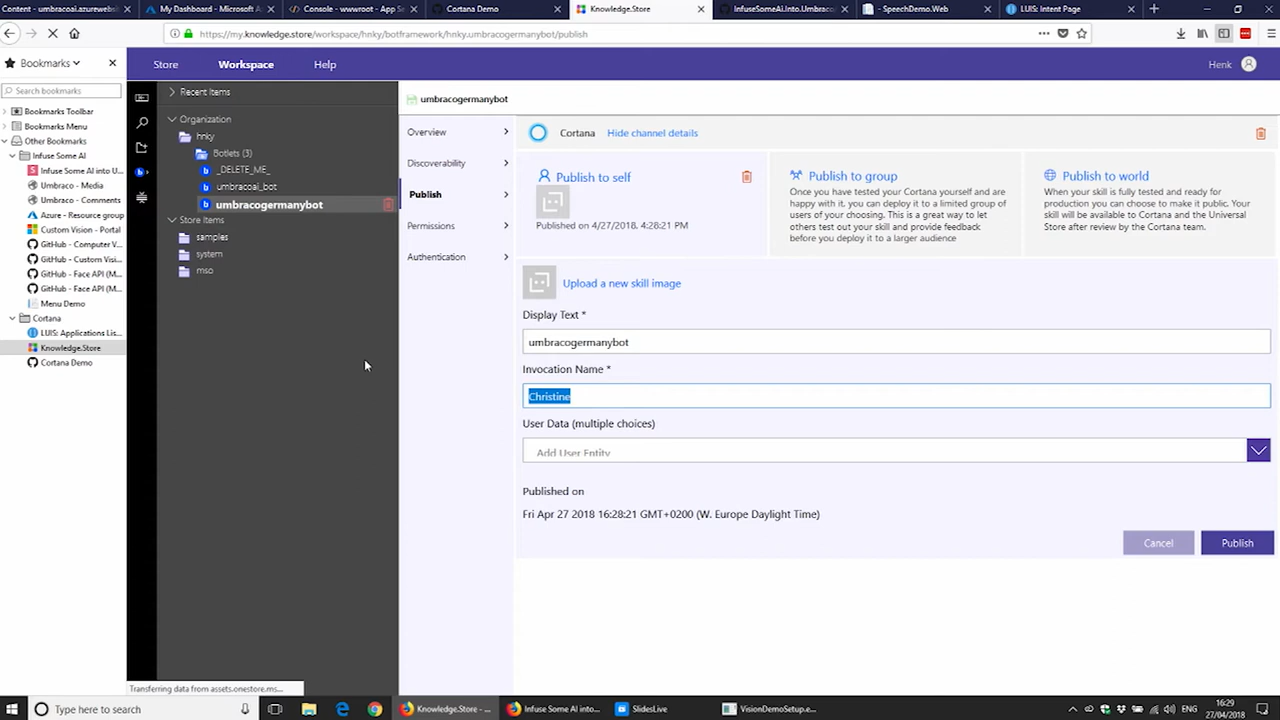 Content - umbracoai.azurewebsit
My Dashboard - Microsoft A
Console - wwwroot - App Se
Cortana Demo
Knowledge.Store
InfuseSomeAI.Into.Umbraco
- SpeechDemo.Web
LUIS: Intent Page
https://my.knowledge.store/workspace/hnky/botframework/hnky.umbracogermanybot/publish
Bookmarks
Search bookmarks
Bookmarks Toolbar
Bookmarks Menu
Other Bookmarks
Infuse Some AI
Infuse Some AI into U
Umbraco - Media
Umbraco - Comments
Azure - Resource group
Custom Vision - Portal
GitHub - Computer V...
GitHub - Custom Visi...
GitHub - Face API (M...
GitHub - Face API (M...
Menu Demo
Cortana
LUIS: Applications Lis...
Knowledge.Store
Cortana Demo
Store
Workspace
Help
Henk
Recent Items
Organization
hnky
Botlets (3)
_DELETE_ME_
umbracoai_bot
umbracogermanybot
Store Items
samples
system
mso
umbracogermanybot
Overview
Discoverability
Publish
Permissions
Authentication
Cortana
Hide channel details
Publish to self
Published on 4/27/2018. 4:28:21 PM
Publish to group
Once you have tested your Cortana yourself and are
happy with it, you can deploy it to a limited group of
users of your choosing. This is a great way to let
others test out your skill and provide feedback
before you deploy it to a larger audience
Publish to world
When your skill is fully tested and ready for
production you can choose to make it public. Your
skill will be available to Cortana and the Universal
Store after review by the Cortana team.
Upload a new skill image
Display Text *
umbracogermanybot
Invocation Name *
Christine
User Data (multiple choices)
Add User Entity
Published on
Fri Apr 27 2018 16:28:21 GMT+0200 (W. Europe Daylight Time)
Cancel
Publish
Transferring data from assets.onestore.ms...
Type here to search
Knowledge.Store - ...
Infuse Some AI into...
SlidesLive
VisionDemoSetup.e...
16:29
27/04/2018